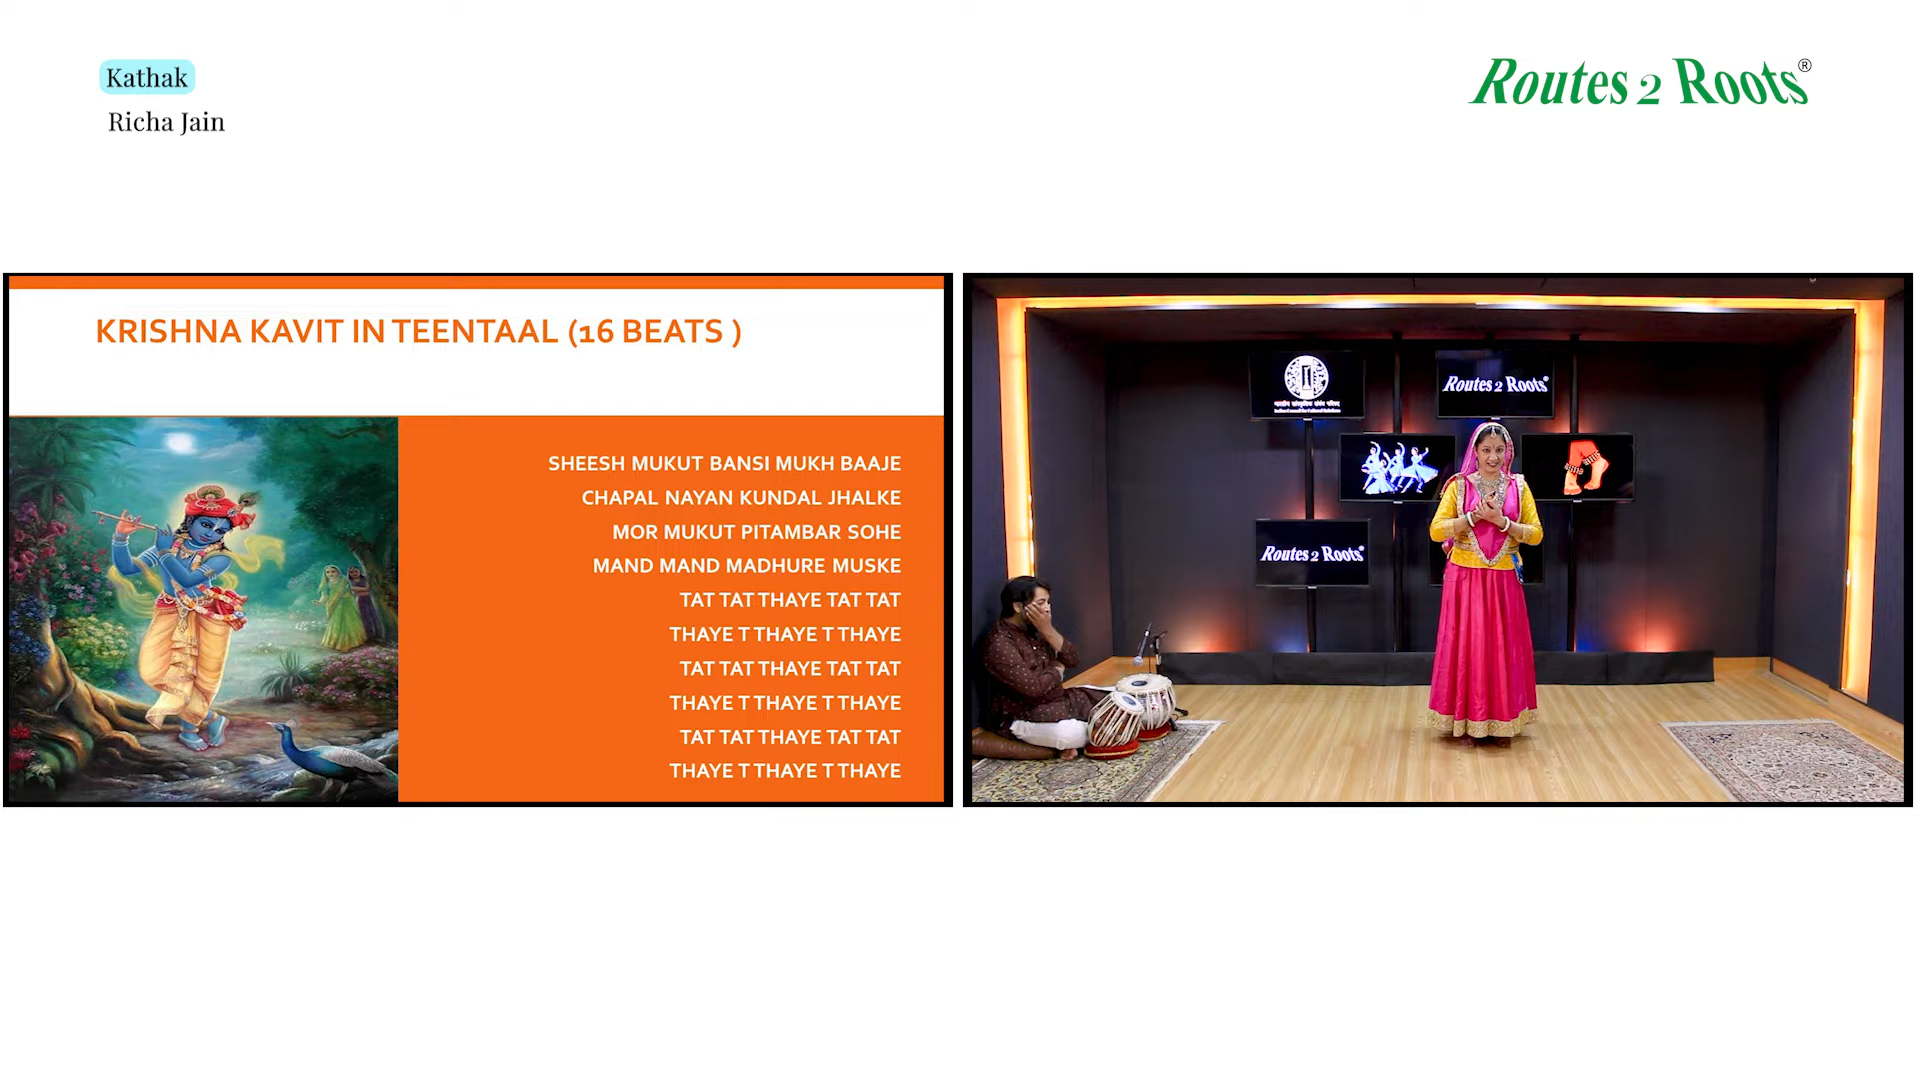 Kathak
Richa Jain
Routes 2 Roots®
KRISHNA KAVIT IN TEENTAAL (16 BEATS )
SHEESH MUKUT BANSI MUKH BAAJE
CHAPAL NAYAN KUNDAL JHALKE
MOR MUKUT PITAMBAR SOHE
MAND MAND MADHURE MUSKE
TAT TAT THAYE TAT TAT
THAYE T THAYE T THAYE
TAT TAT THAYE TAT TAT
THAYE T THAYE T THAYE
TAT TAT THAYE TAT TAT
THAYE T THAYE T THAYE
Routes 2 Roots®
Routes 2 Roots®